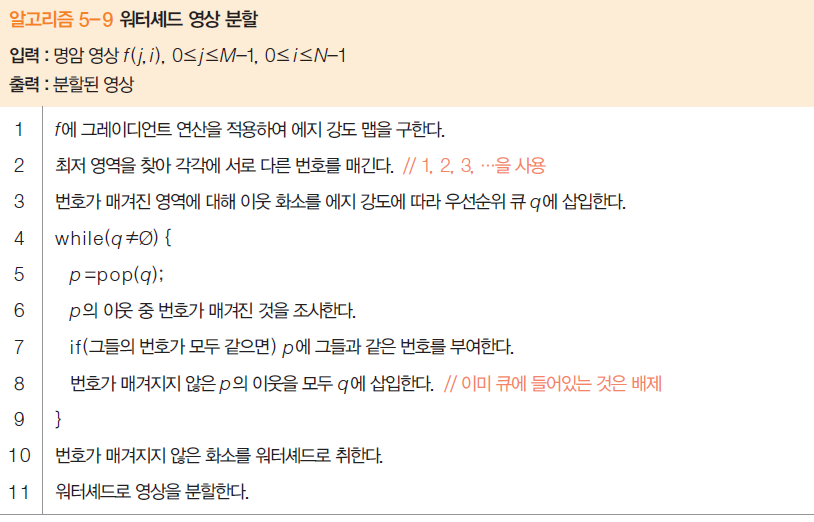 알고리즘 5-9 워터셰드 영상 분할
입력 : 명암 영상 f(j, i), 0≤j≤M-1, 0≤i≤N-1
출력 : 분할된 영상
1 f에 그레이디언트 연산을 적용하여 에지 강도 맵을 구한다.
2 최저 영역을 찾아 각각에 서로 다른 번호를 매긴다. // 1, 2, 3, …을 사용
3 번호가 매겨진 영역에 대해 이웃 화소를 에지 강도에 따라 우선순위 큐 q에 삽입한다.
4 while(q≠Ø) {
5 p=pop(q);
6 p의 이웃 중 번호가 매겨진 것을 조사한다.
7 if(그들의 번호가 모두 같으면) p에 그들과 같은 번호를 부여한다.
8 번호가 매겨지지 않은 p의 이웃을 모두 q에 삽입한다. // 이미 큐에 들어있는 것은 배제
9 }
10 번호가 매겨지지 않은 화소를 워터셰드로 취한다.
11 워터셰드로 영상을 분할한다.